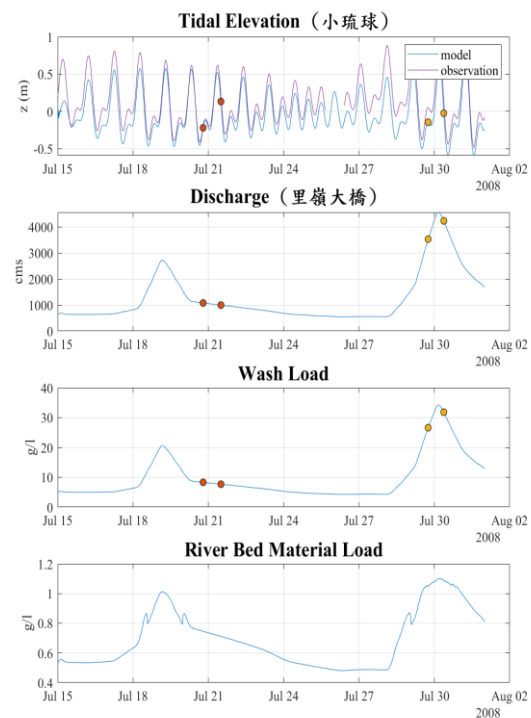 Tidal Elevation (小琉球)
z (m)
1
0.5
0
-0.5
model
observation
Jul 15
Jul 18
Jul 21
Jul 24
Jul 27
Jul 30
Aug 02
2008
Discharge (里嶺大橋)
cms
4000
3000
2000
1000
0
Jul 15
Jul 18
Jul 21
Jul 24
Jul 27
Jul 30
Aug 02
2008
Wash Load
g/l
40
30
20
10
0
Jul 15
Jul 18
Jul 21
Jul 24
Jul 27
Jul 30
Aug 02
2008
River Bed Material Load
g/l
1.2
1
0.8
0.6
0.4
Jul 15
Jul 18
Jul 21
Jul 24
Jul 27
Jul 30
Aug 02
2008